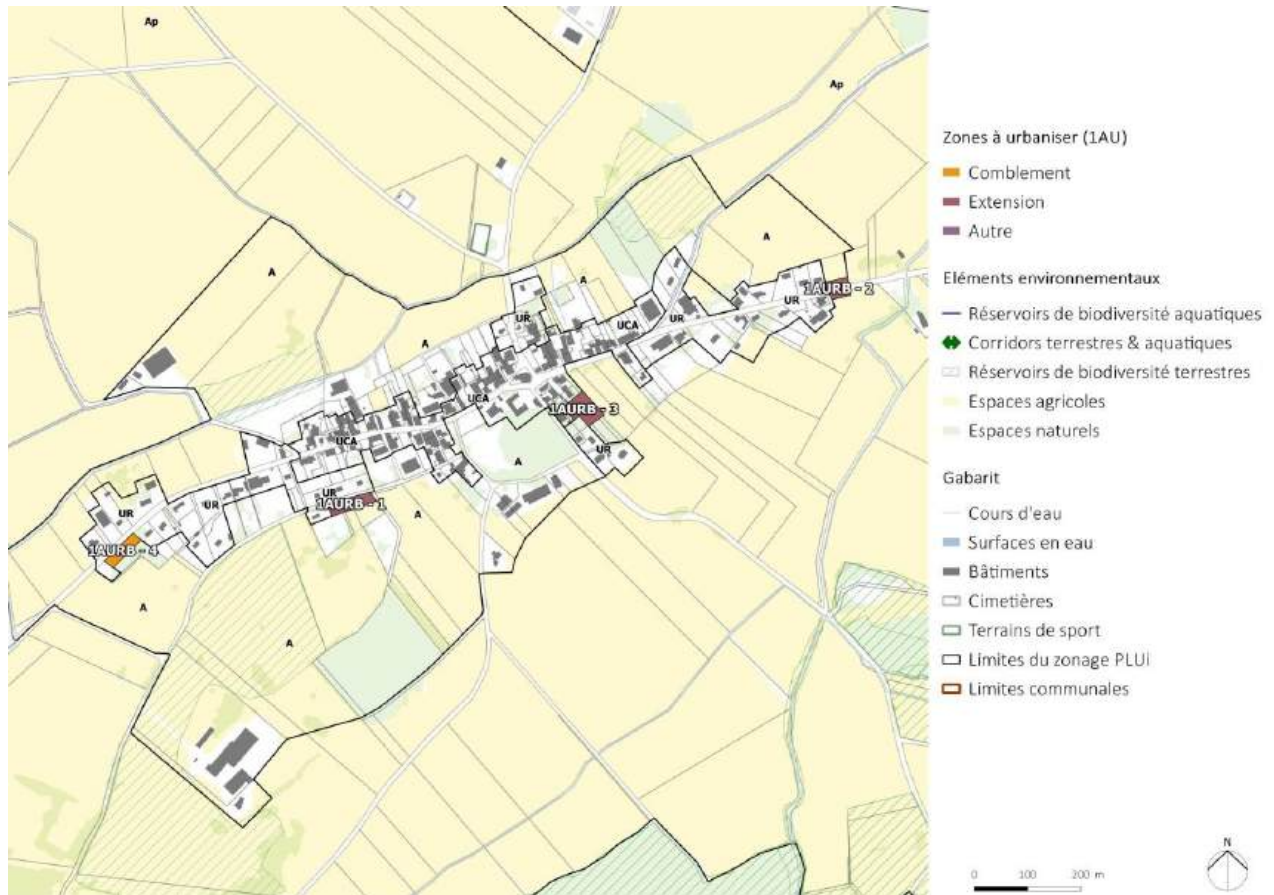 Ap
Ap
A
A
UR
1AURB - 2
A
UR
UCA
UR
A
UCA
1AURB - 3
UCA
UR
A
UR
1AURB - 1
UR
A
UR
1AURB - 4
A
A
Zones à urbaniser (1AU)
Comblement
Extension
Autre
Eléments environnementaux
Réservoirs de biodiversité aquatiques
Corridors terrestres & aquatiques
Réservoirs de biodiversité terrestres
Espaces agricoles
Espaces naturels
Gabarit
Cours d'eau
Surfaces en eau
Bâtiments
Cimetières
Terrains de sport
Limites du zonage PLUi
Limites communales
N
0 100 200 m